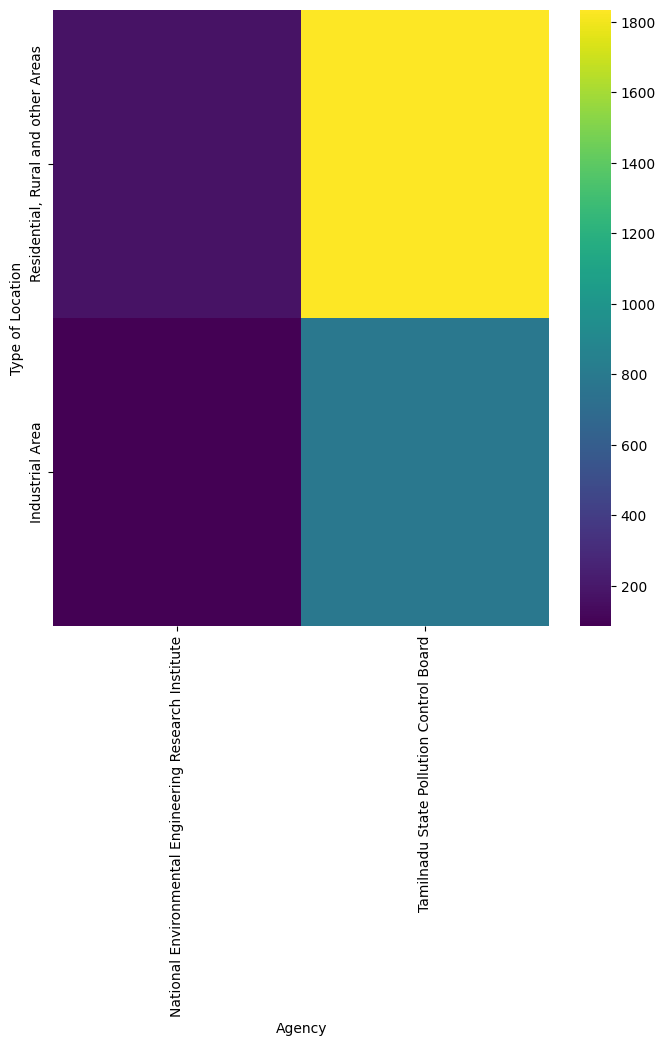 Type of Location
Residential, Rural and other Areas
Industrial Area
National Environmental Engineering Research Institute
Tamilnadu State Pollution Control Board
Agency
1800
1600
1400
1200
1000
800
600
400
200